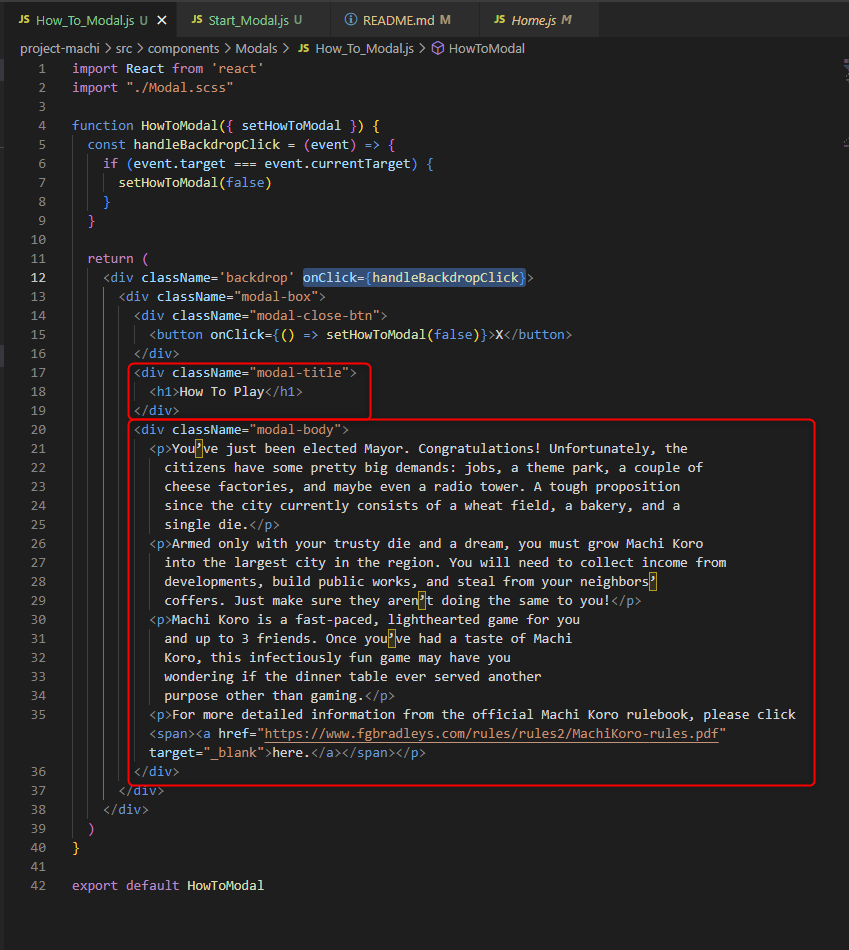 JS How_To_Modal.js U ✕ JS Start_Modal.js U ⓘ README.md M JS Home.js M
project-machi > src > components > Modals > JS How_To_Modal.js > HowToModal
1 import React from 'react'
2 import "./Modal.scss"
3
4 function HowToModal({ setHowToModal }) {
5 const handleBackdropClick = (event) => {
6 if (event.target === event.currentTarget) {
7 setHowToModal(false)
8 }
9 }
10
11 return (
12 <div className='backdrop' onClick={handleBackdropClick}>
13 <div className="modal-box">
14 <div className="modal-close-btn">
15 <button onClick={() => setHowToModal(false)}>X</button>
16 </div>
17 <div className="modal-title">
18 <h1>How To Play</h1>
19 </div>
20 <div className="modal-body">
21 <p>You’ve just been elected Mayor. Congratulations! Unfortunately, the
22 citizens have some pretty big demands: jobs, a theme park, a couple of
23 cheese factories, and maybe even a radio tower. A tough proposition
24 since the city currently consists of a wheat field, a bakery, and a
25 single die.</p>
26 <p>Armed only with your trusty die and a dream, you must grow Machi Koro
27 into the largest city in the region. You will need to collect income from
28 developments, build public works, and steal from your neighbors’
29 coffers. Just make sure they aren’t doing the same to you!</p>
30 <p>Machi Koro is a fast-paced, lighthearted game for you
31 and up to 3 friends. Once you’ve had a taste of Machi
32 Koro, this infectiously fun game may have you
33 wondering if the dinner table ever served another
34 purpose other than gaming.</p>
35 <p>For more detailed information from the official Machi Koro rulebook, please click
<span><a href="https://www.fgbradleys.com/rules/rules2/MachiKoro-rules.pdf"
target="_blank">here.</a></span></p>
36 </div>
37 </div>
38 </div>
39 )
40 }
41
42 export default HowToModal